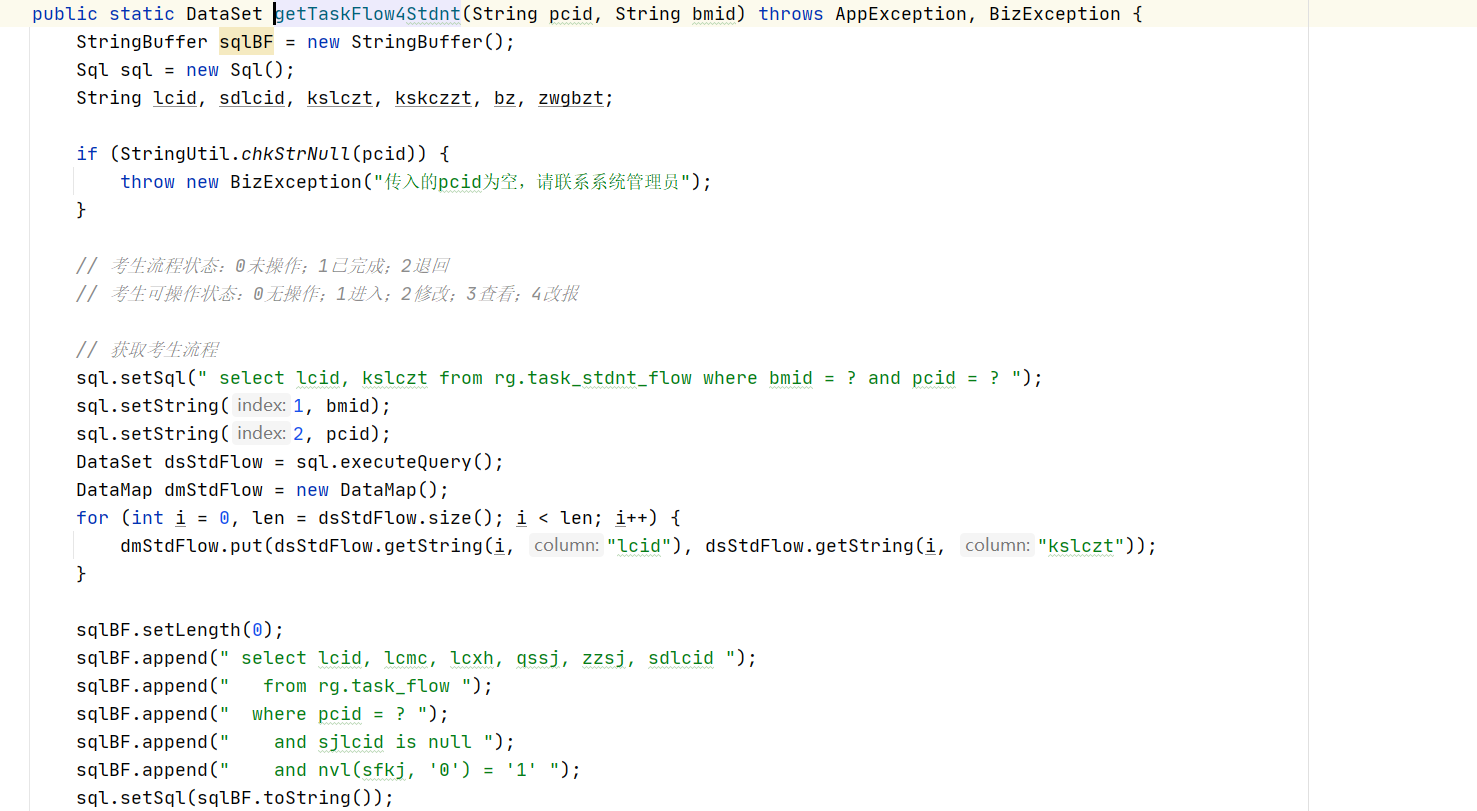 public static DataSet getTaskFlow4Stdnt(String pcid, String bmid) throws AppException, BizException {
    StringBuffer sqlBF = new StringBuffer();
    Sql sql = new Sql();
    String lcid, sdlcid, kslczt, kskczzt, bz, zwgbzt;
    if (StringUtil.chkStrNull(pcid)) {
        throw new BizException("传入的pcid为空，请联系系统管理员");
    }
    // 考生流程状态：0未操作；1已完成；2退回
    // 考生可操作状态：0无操作；1进入；2修改；3查看；4改报
    // 获取考生流程
    sql.setSql(" select lcid, kslczt from rg.task_stdnt_flow where bmid = ? and pcid = ? ");
    sql.setString( index: 1, bmid);
    sql.setString( index: 2, pcid);
    DataSet dsStdFlow = sql.executeQuery();
    DataMap dmStdFlow = new DataMap();
    for (int i = 0, len = dsStdFlow.size(); i < len; i++) {
        dmStdFlow.put(dsStdFlow.getString(i, column: "lcid"), dsStdFlow.getString(i, column: "kslczt"));
    }
    sqlBF.setLength(0);
    sqlBF.append(" select lcid, lcmc, lcxh, qssj, zzsj, sdlcid ");
    sqlBF.append("   from rg.task_flow ");
    sqlBF.append("  where pcid = ? ");
    sqlBF.append("    and sjlcid is null ");
    sqlBF.append("    and nvl(sfkj, '0') = '1' ");
    sql.setSql(sqlBF.toString());